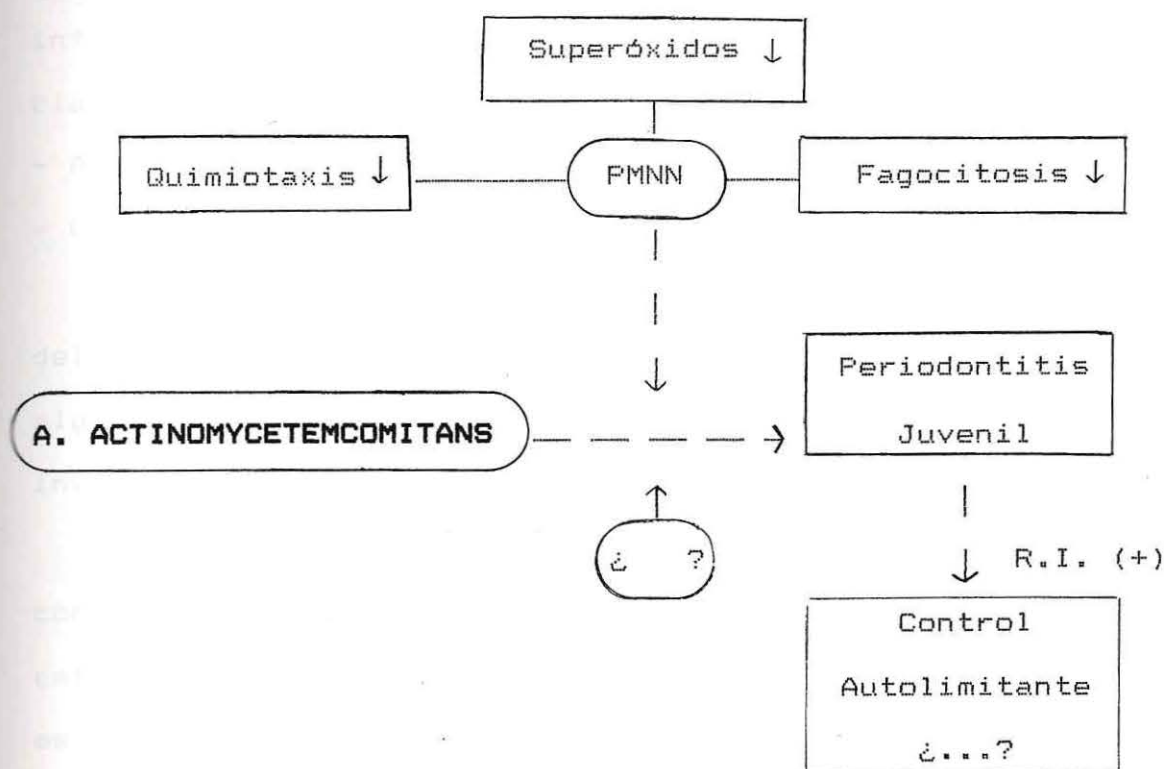 Superóxidos ↓
Quimiotaxis ↓
PMNN
Fagocitosis ↓
Periodontitis
Juvenil
A. ACTINOMYCETEMCOMITANS
¿ ?
R.I. (+)
Control
Autolimitante
¿...?